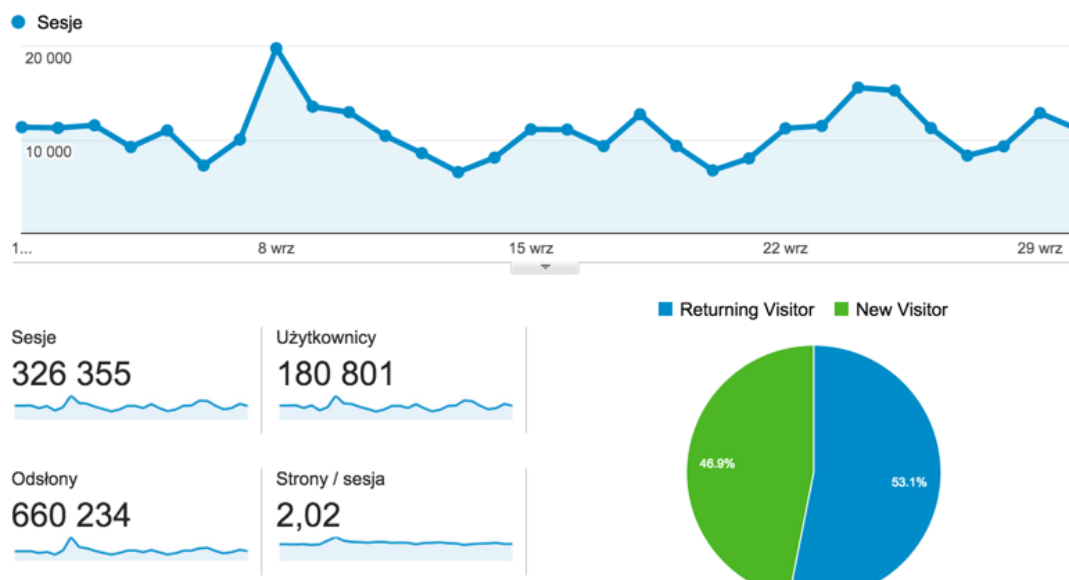 Sesje
20 000
10 000
1...
8 wrz
15 wrz
22 wrz
29 wrz
Returning Visitor
New Visitor
Sesje
326 355
Użytkownicy
180 801
Odsłony
660 234
Strony / sesja
2,02
46.9%
53.1%